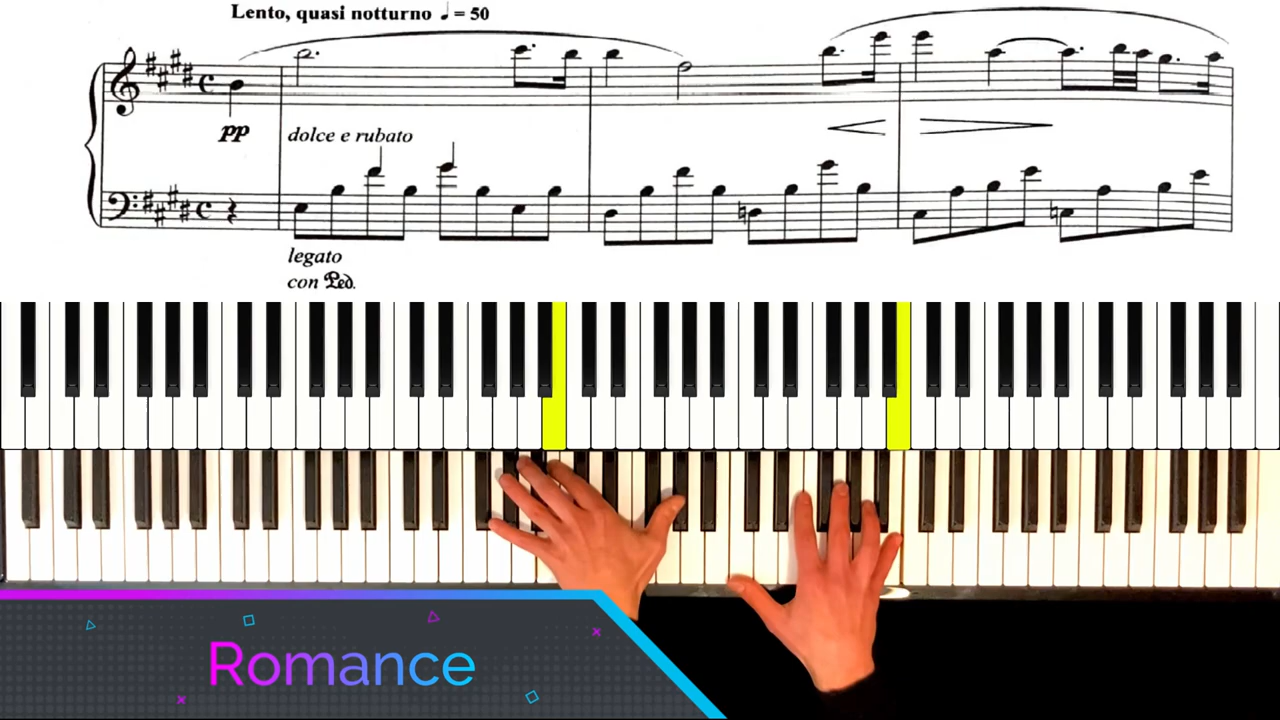 Lento, quasi notturno ♩= 50
pp
dolce e rubato
legato
con Ped.
Romance